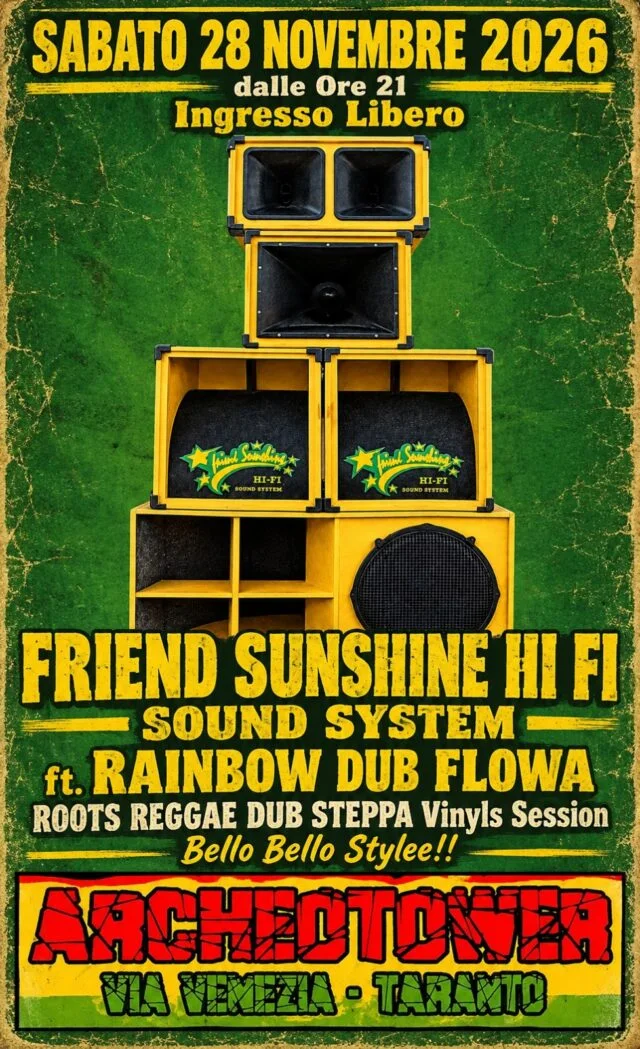 SABATO 28 NOVEMBRE 2026
dalle Ore 21
Ingresso Libero
Friend Sunshine
HI-FI
SOUND SYSTEM
Friend Sunshine
HI-FI
SOUND SYSTEM
FRIEND SUNSHINE HI FI
SOUND SYSTEM
ft. RAINBOW DUB FLOWA
ROOTS REGGAE DUB STEPPA Vinyls Session
Bello Bello Stylee!!
ARCHEOTOWER
VIA VENEZIA - TARANTO